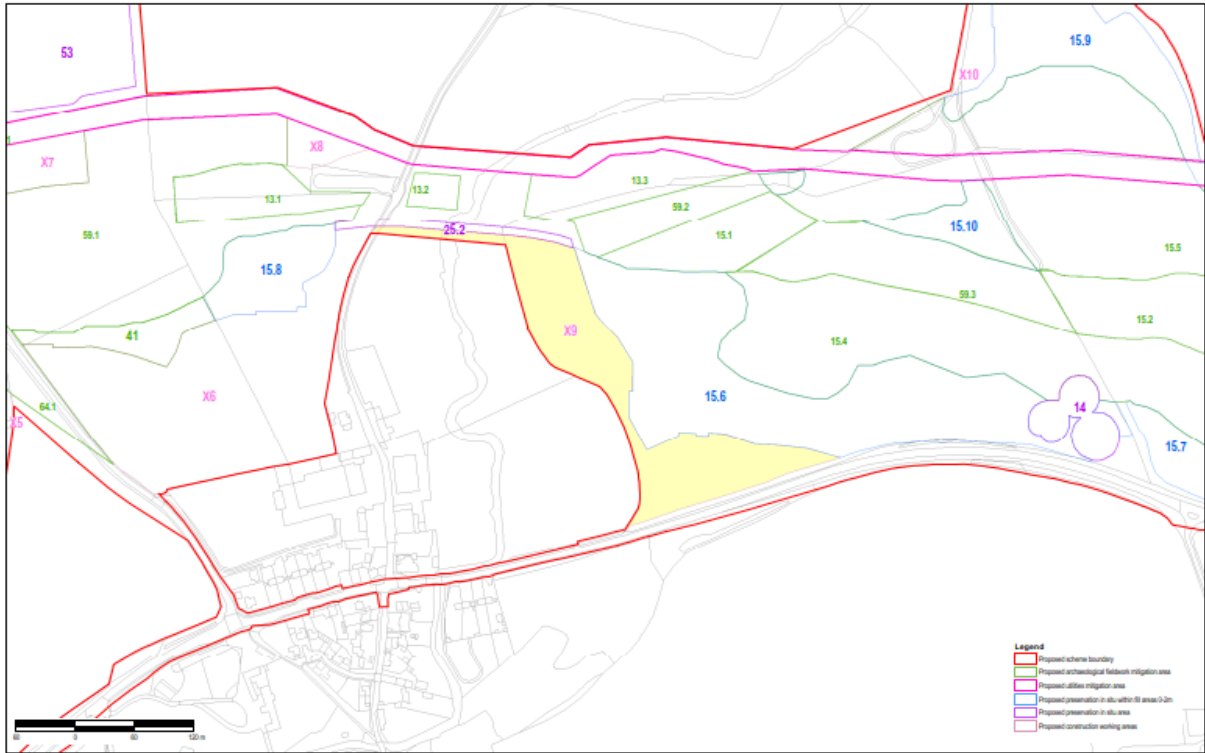 53
15.9
X10
X7
X8
13.2
13.3
13.1
59.2
59.1
25.2
15.1
15.10
15.5
15.8
59.3
X9
15.2
41
15.4
X6
15.6
64.1
X5
14
15.7
Legend
Proposed scheme boundary
Proposed archaeological fieldwork mitigation area
Proposed utilities mitigation area
Proposed preservation in situ within fill areas 0-2m
Proposed preservation in situ area
Proposed construction working areas
60 0 60 120 m